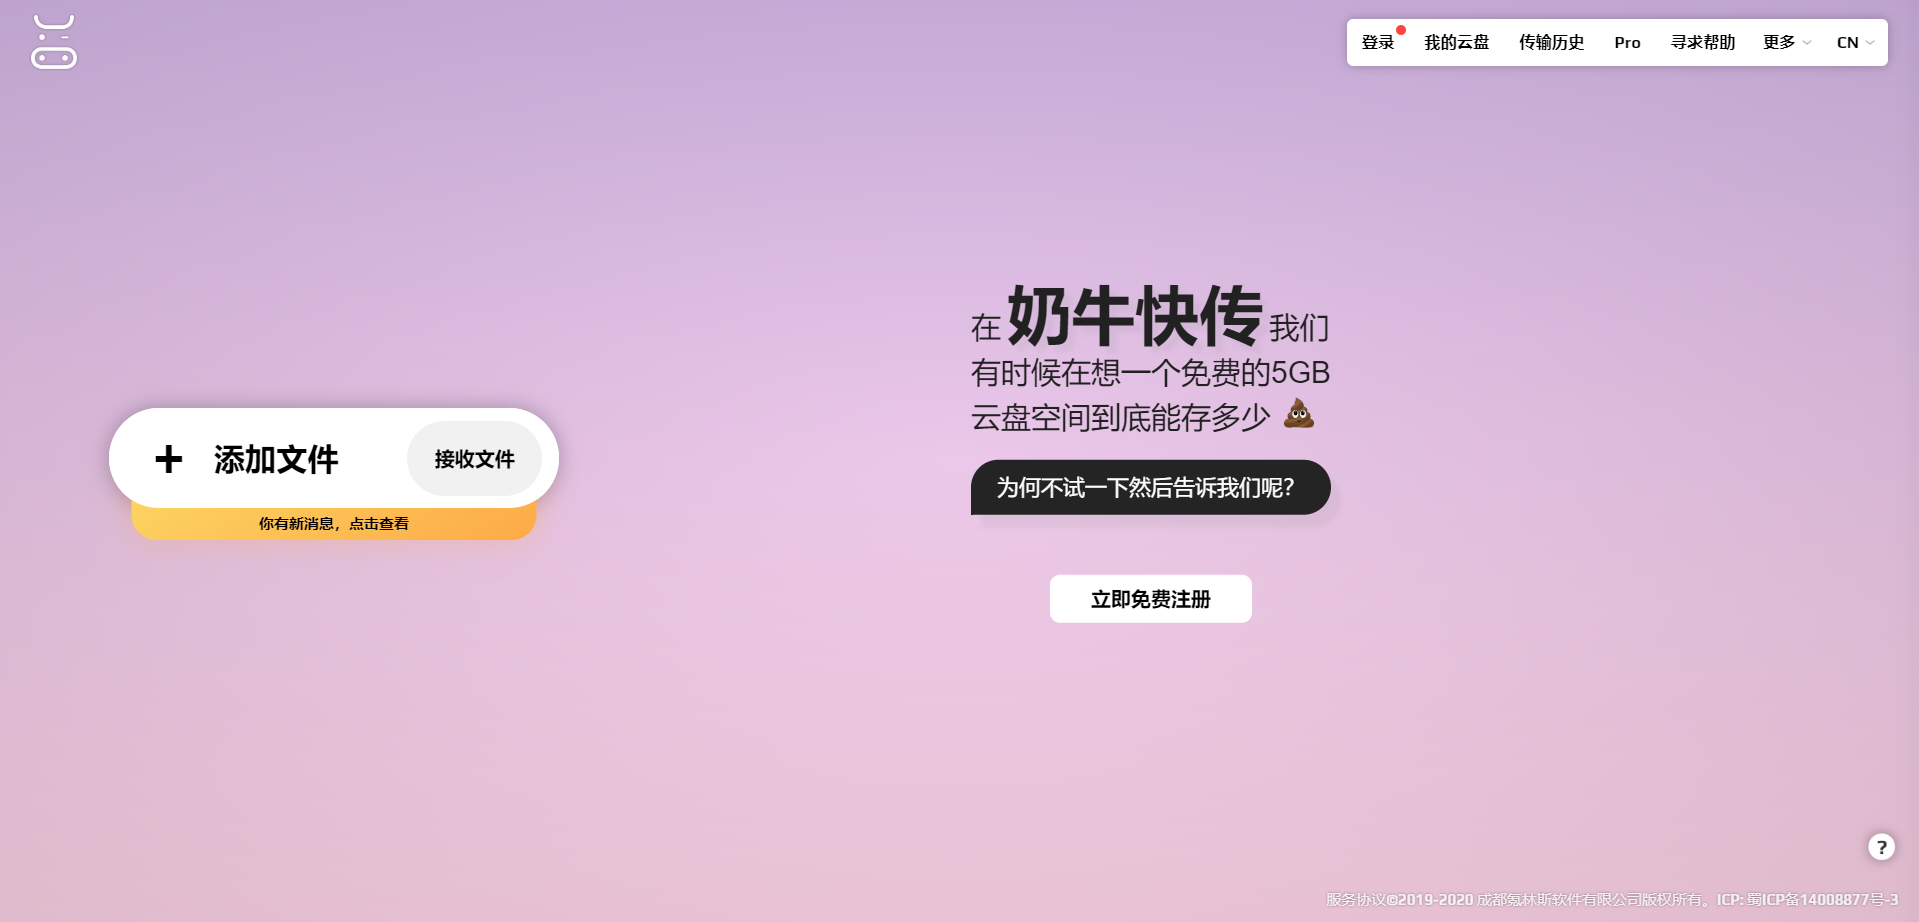 登录 我的云盘 传输历史 Pro 寻求帮助 更多 CN
在 奶牛快传 我们
有时候在想一个免费的5GB
云盘空间到底能存多少 💩
为何不试一下然后告诉我们呢？
立即免费注册
+ 添加文件 接收文件
你有新消息，点击查看
?
服务协议©2019-2020 成都氪林斯软件有限公司版权所有。ICP: 蜀ICP备14008877号-3